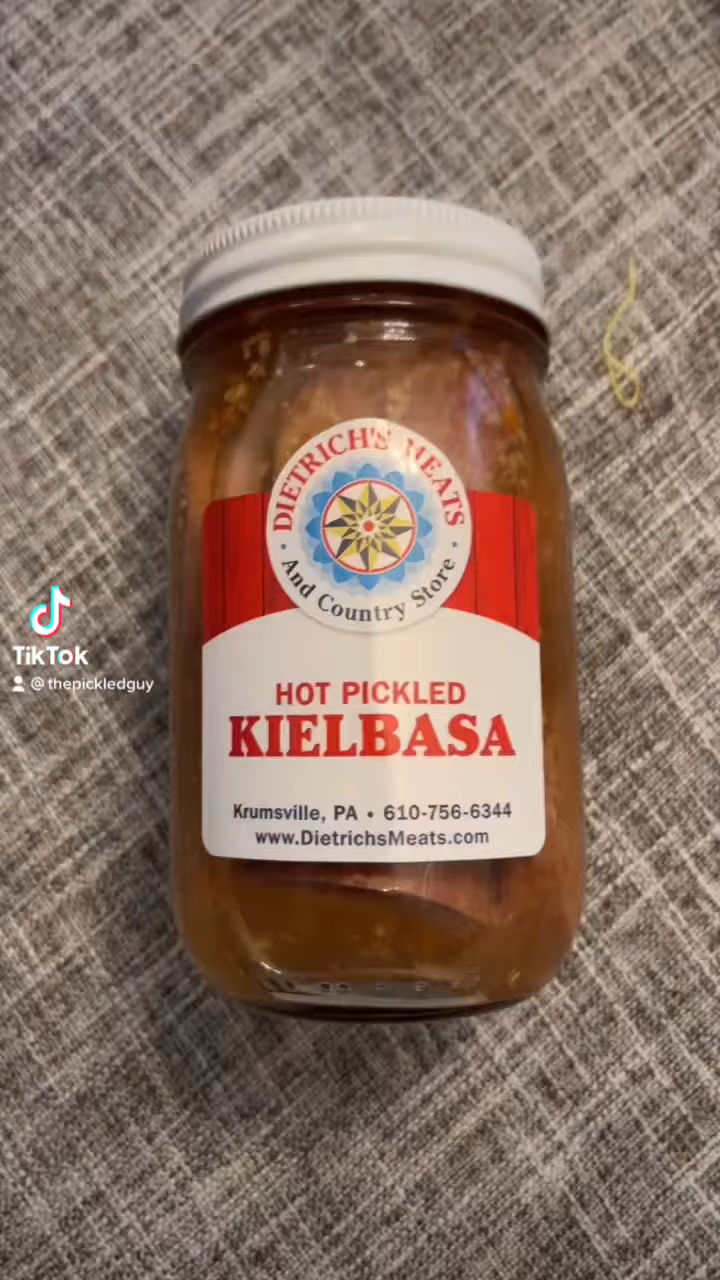 DIETRICH'S MEATS
And Country Store
HOT PICKLED
KIELBASA
Krumsville, PA • 610-756-6344
www.DietrichsMeats.com
TikTok
@thepickledguy